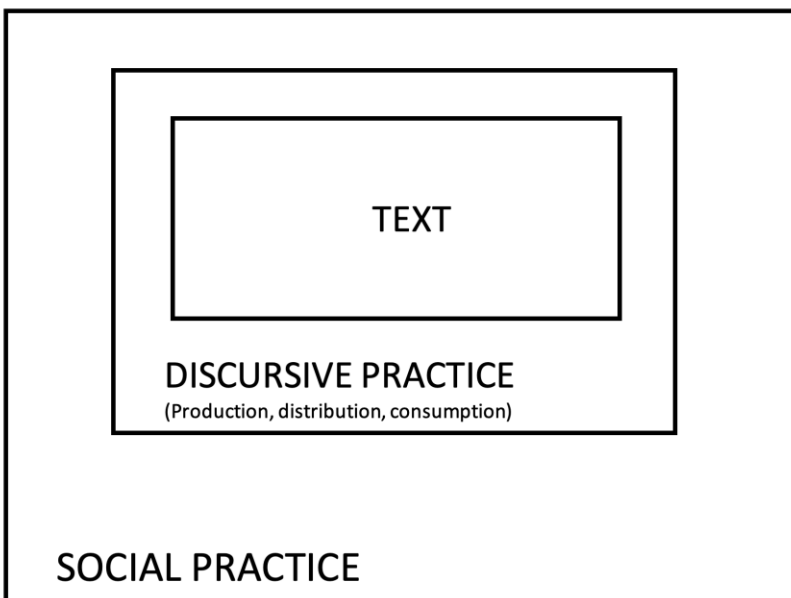 TEXT
DISCURSIVE PRACTICE
(Production, distribution, consumption)
SOCIAL PRACTICE